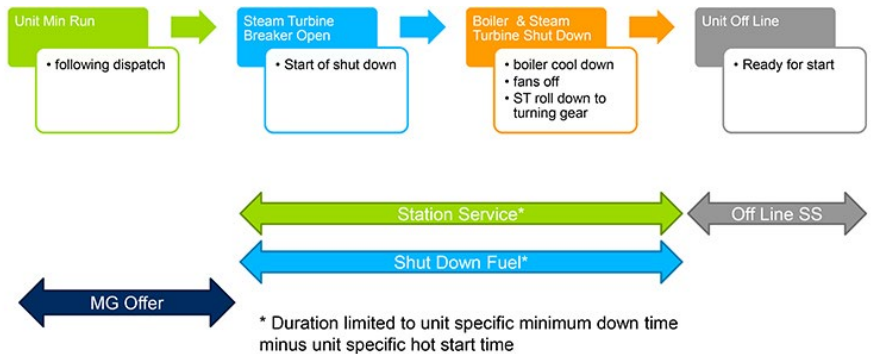 Unit Min Run
• following dispatch
Steam Turbine
Breaker Open
• Start of shut down
Boiler & Steam
Turbine Shut Down
• boiler cool down
• fans off
• ST roll down to
turning gear
Unit Off Line
• Ready for start
Station Service*
Off Line SS
Shut Down Fuel*
MG Offer
* Duration limited to unit specific minimum down time
minus unit specific hot start time